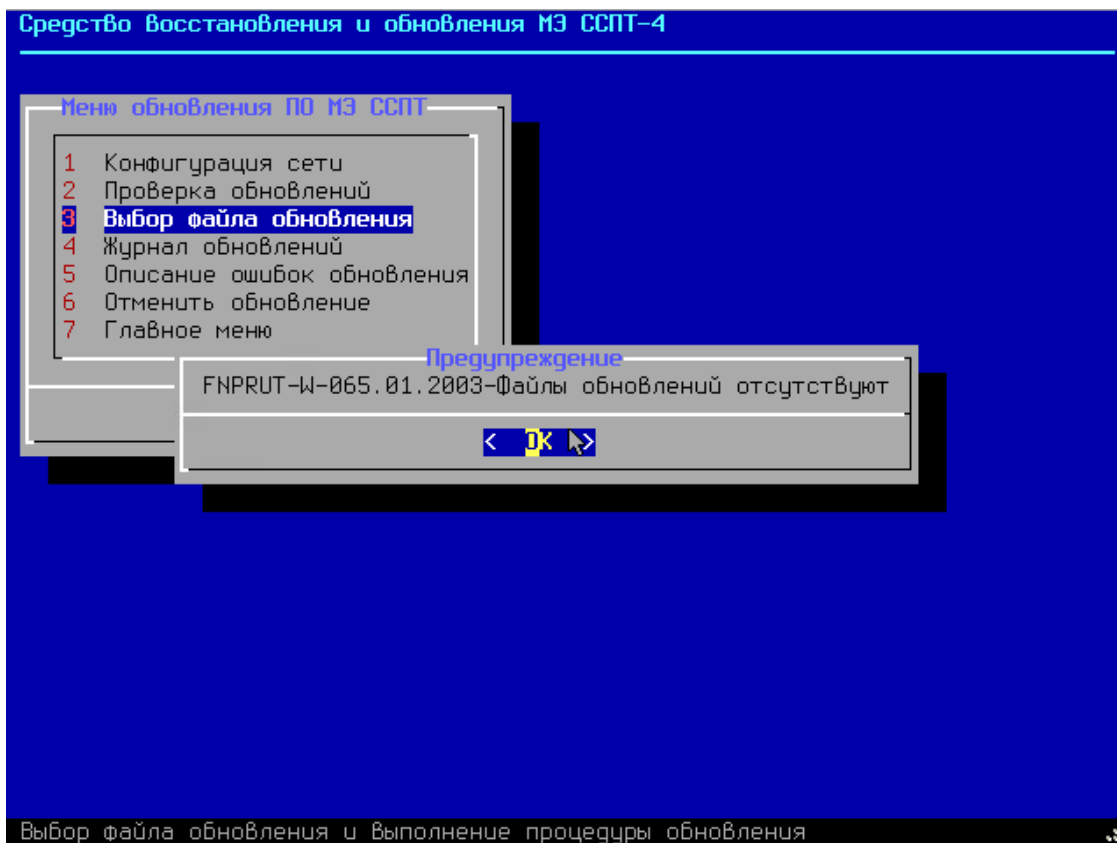 Средство восстановления и обновления МЭ ССПТ-4
Меню обновления ПО МЭ ССПТ
1 Конфигурация сети
2 Проверка обновлений
3 Выбор файла обновления
4 Журнал обновлений
5 Описание ошибок обновления
6 Отменить обновление
7 Главное меню
Предупреждение
FNPRUT-W-065.01.2003-Файлы обновлений отсутствуют
< OK >
Выбор файла обновления и выполнение процедуры обновления